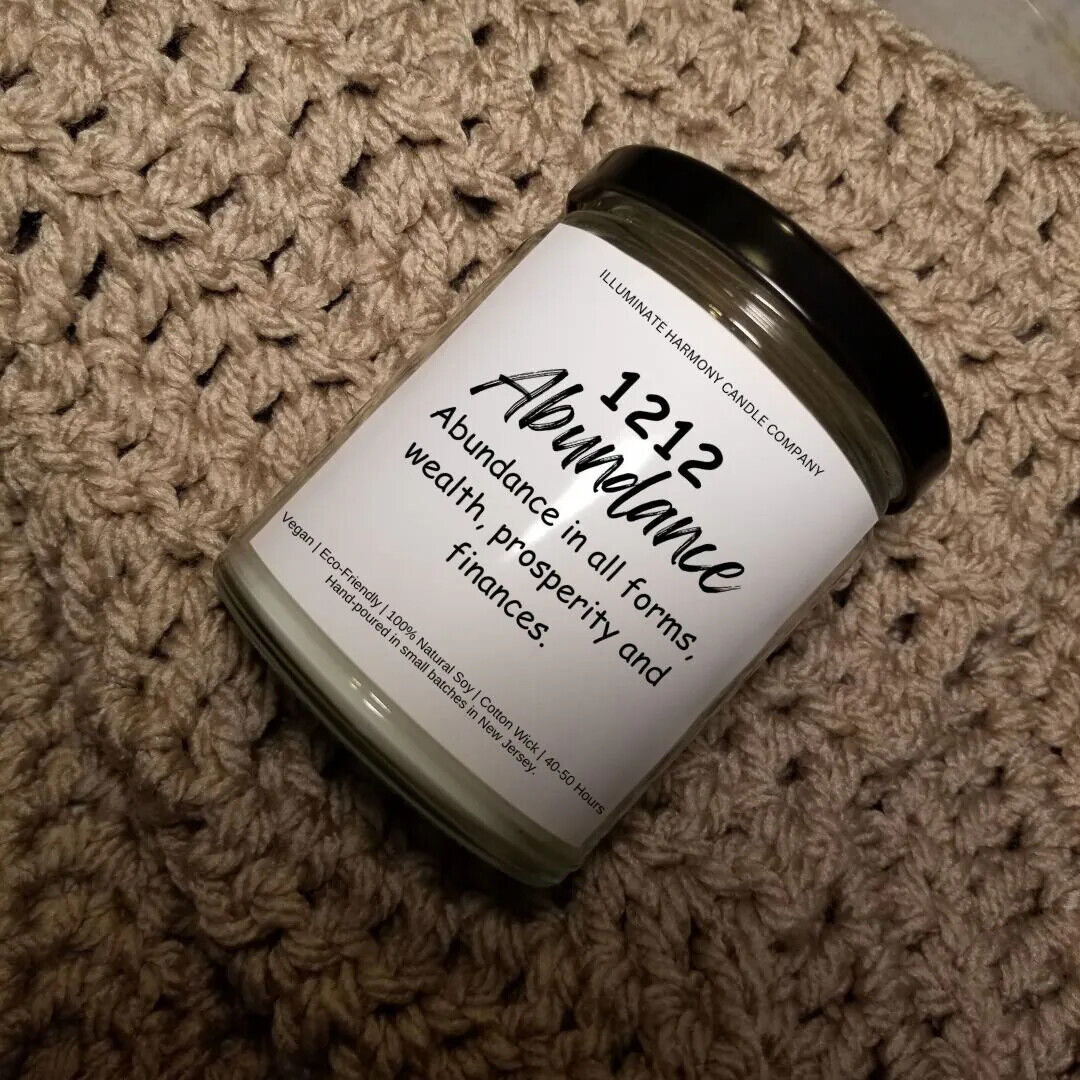 ILLUMINATE HARMONY CANDLE COMPANY
1212
Abundance
Abundance in all forms,
wealth, prosperity and
finances.
Vegan | Eco-Friendly | 100% Natural Soy | Cotton Wick | 40-50 Hours
Hand-poured in small batches in New Jersey.